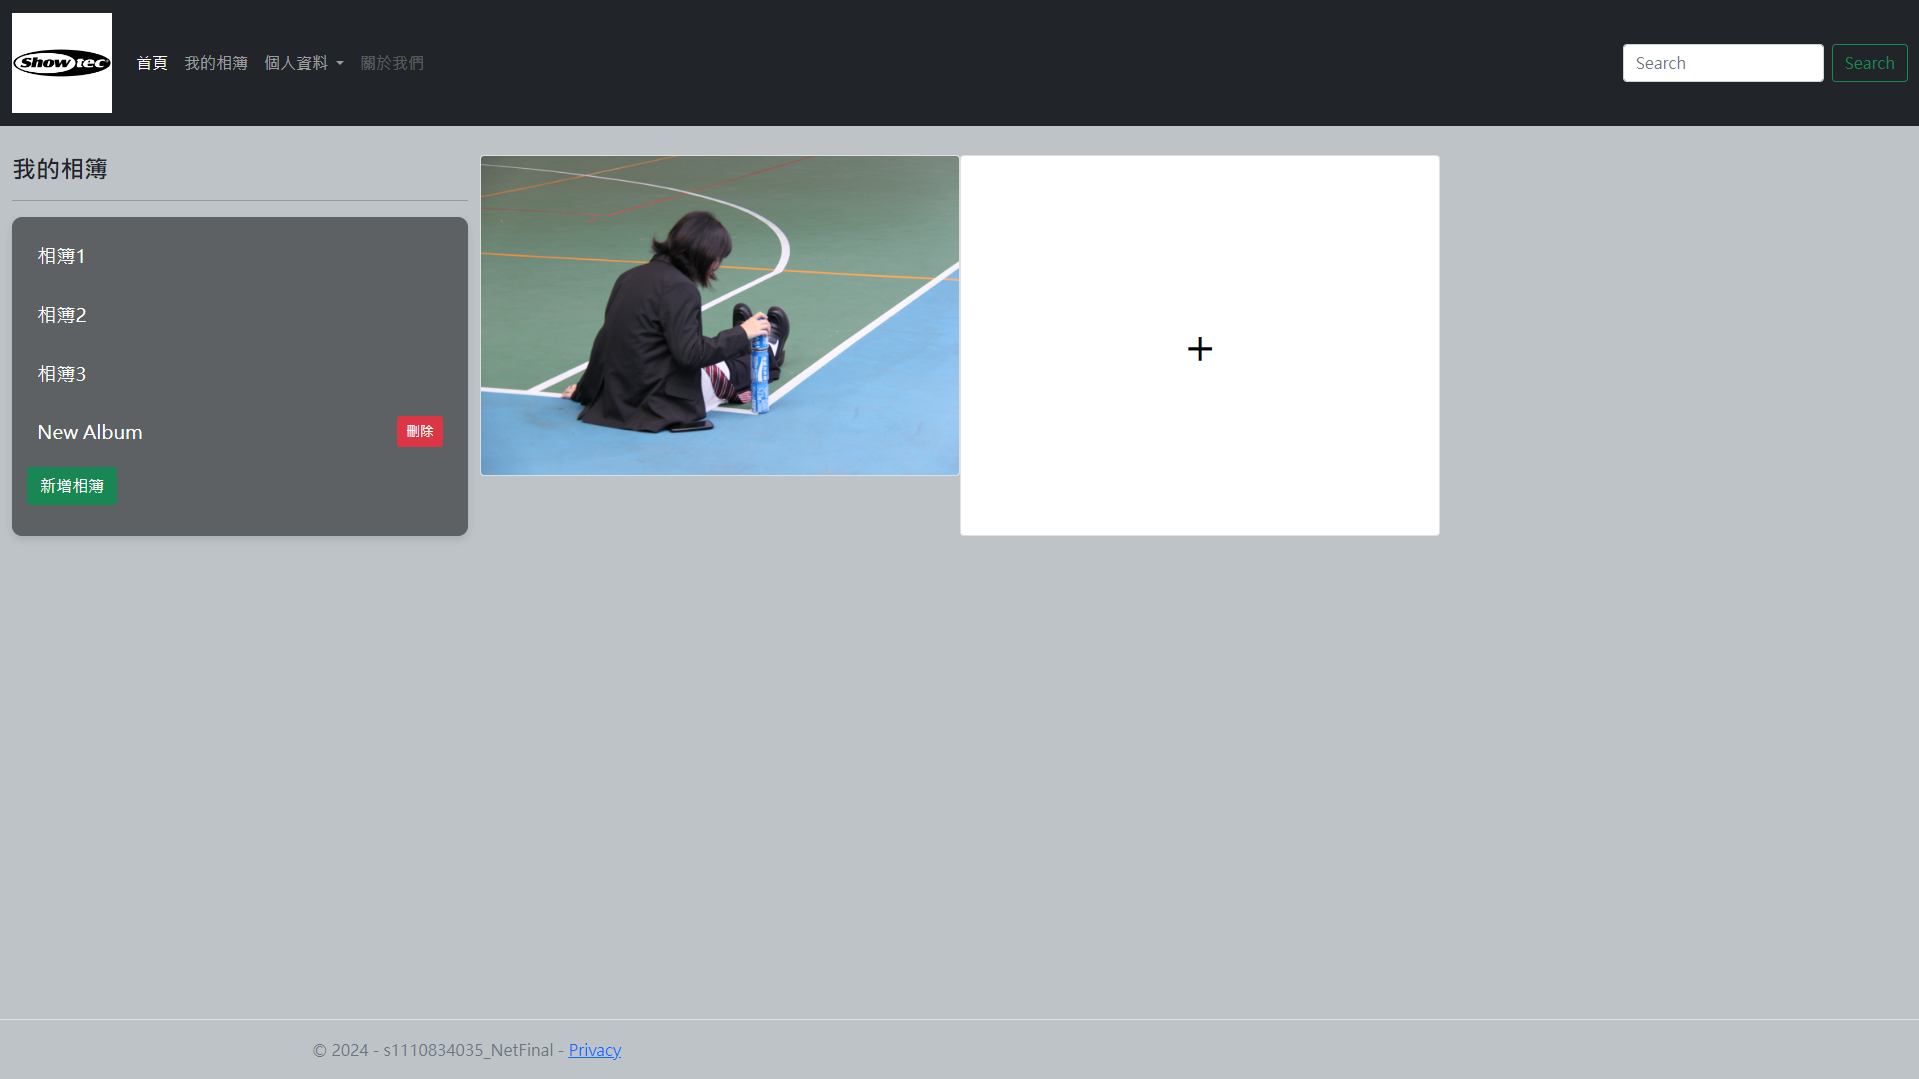 Showtec
首頁 我的相簿 個人資料 關於我們
Search Search
我的相簿
相簿1
相簿2
相簿3
New Album 刪除
新增相簿
+
© 2024 - s1110834035_NetFinal - Privacy